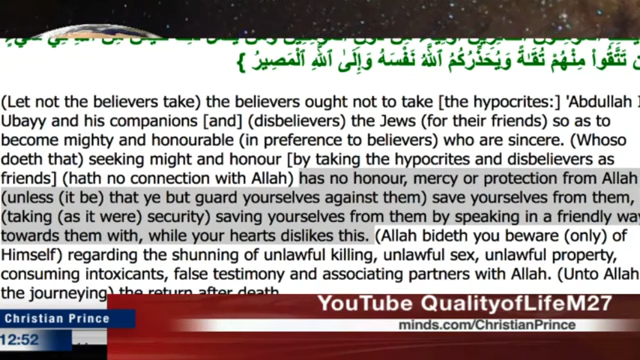 ن تَتَّقُواْ مِنْهُمْ تُقَاةً وَيُحَذِّرُكُمُ ٱللَّهُ نَفْسَهُ وَإِلَىٰ ٱللَّهِ ٱلْمَصِيرُ }
(Let not the believers take) the believers ought not to take [the hypocrites:] 'Abdullah I
Ubayy and his companions [and] (disbelievers) the Jews (for their friends) so as to
become mighty and honourable (in preference to believers) who are sincere. (Whoso
doeth that) seeking might and honour [by taking the hypocrites and disbelievers as
friends] (hath no connection with Allah) has no honour, mercy or protection from Allah
(unless (it be) that ye but guard yourselves against them) save yourselves from them,
(taking (as it were) security) saving yourselves from them by speaking in a friendly wa
towards them with, while your hearts dislikes this. (Allah bideth you beware (only) of
Himself) regarding the shunning of unlawful killing, unlawful sex, unlawful property,
consuming intoxicants, false testimony and associating partners with Allah. (Unto Allah
the journeying) the return after death
YouTube QualityofLifeM27
Christian Prince
minds.com/ChristianPrince
12:52